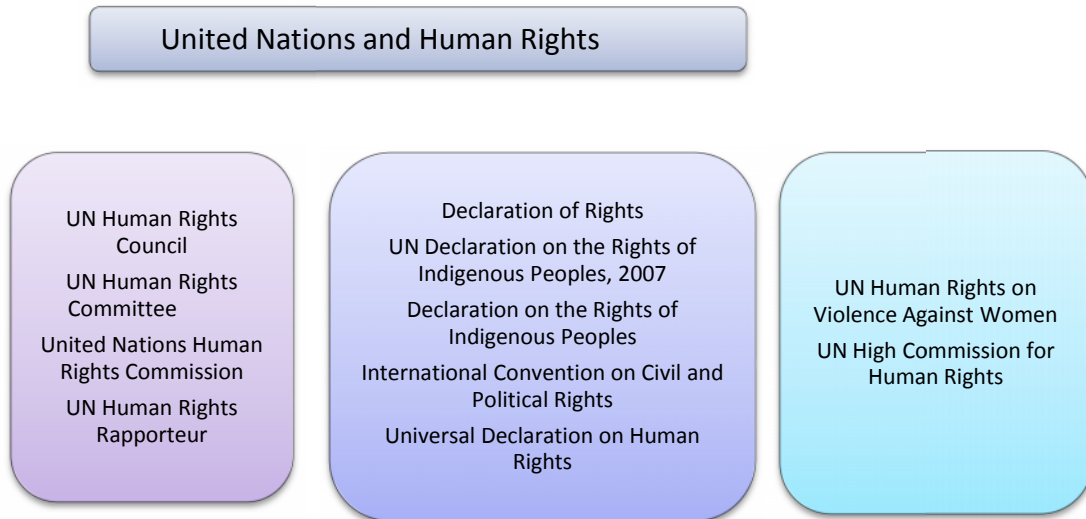 United Nations and Human Rights
UN Human Rights
Council
UN Human Rights
Committee
United Nations Human
Rights Commission
UN Human Rights
Rapporteur
Declaration of Rights
UN Declaration on the Rights of
Indigenous Peoples, 2007
Declaration on the Rights of
Indigenous Peoples
International Convention on Civil and
Political Rights
Universal Declaration on Human
Rights
UN Human Rights on
Violence Against Women
UN High Commission for
Human Rights